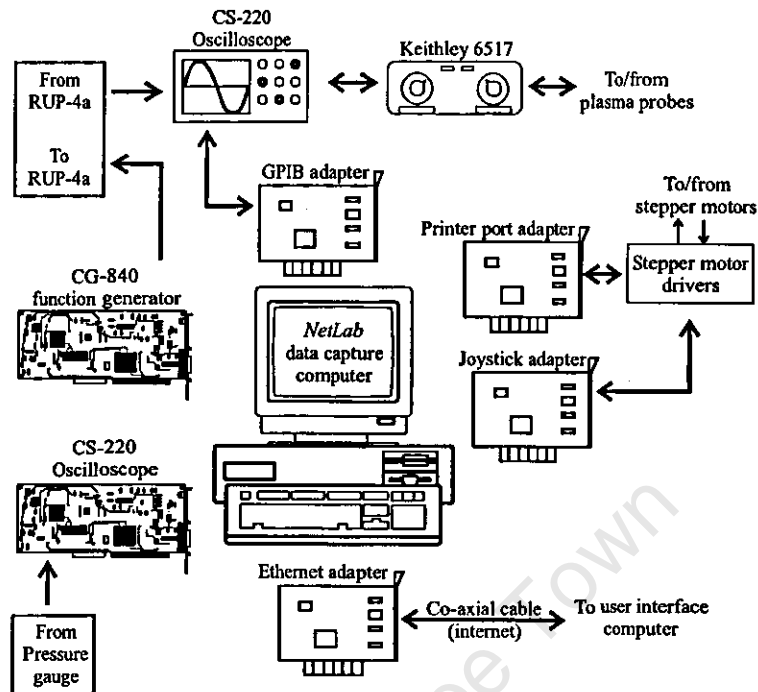 CS-220
Oscilloscope
Keithley 6517
From
RUP-4a
To
RUP-4a
To/from
plasma probes
GPIB adapter
To/from
stepper motors
Printer port adapter
Stepper motor
drivers
CG-840
function generator
NetLab
data capture
computer
Joystick adapter
CS-220
Oscilloscope
Ethernet adapter
Co-axial cable
(internet)
To user interface
computer
From
Pressure
gauge
pe Town